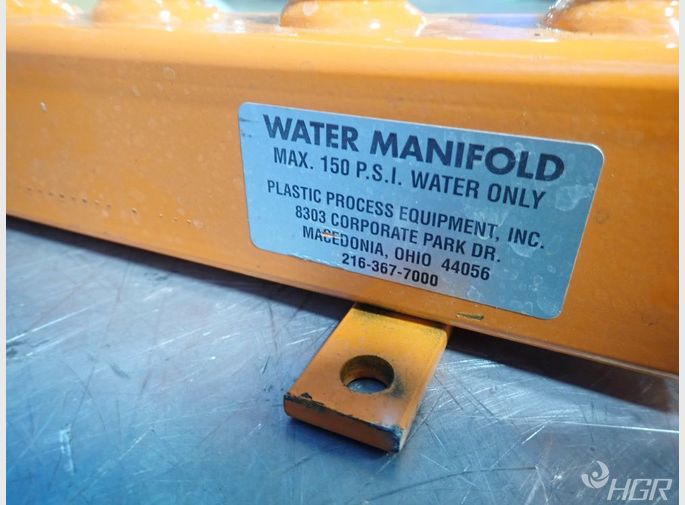 WATER MANIFOLD
MAX. 150 P.S.I. WATER ONLY
PLASTIC PROCESS EQUIPMENT, INC.
8303 CORPORATE PARK DR.
MACEDONIA, OHIO 44056
216-367-7000
HGR